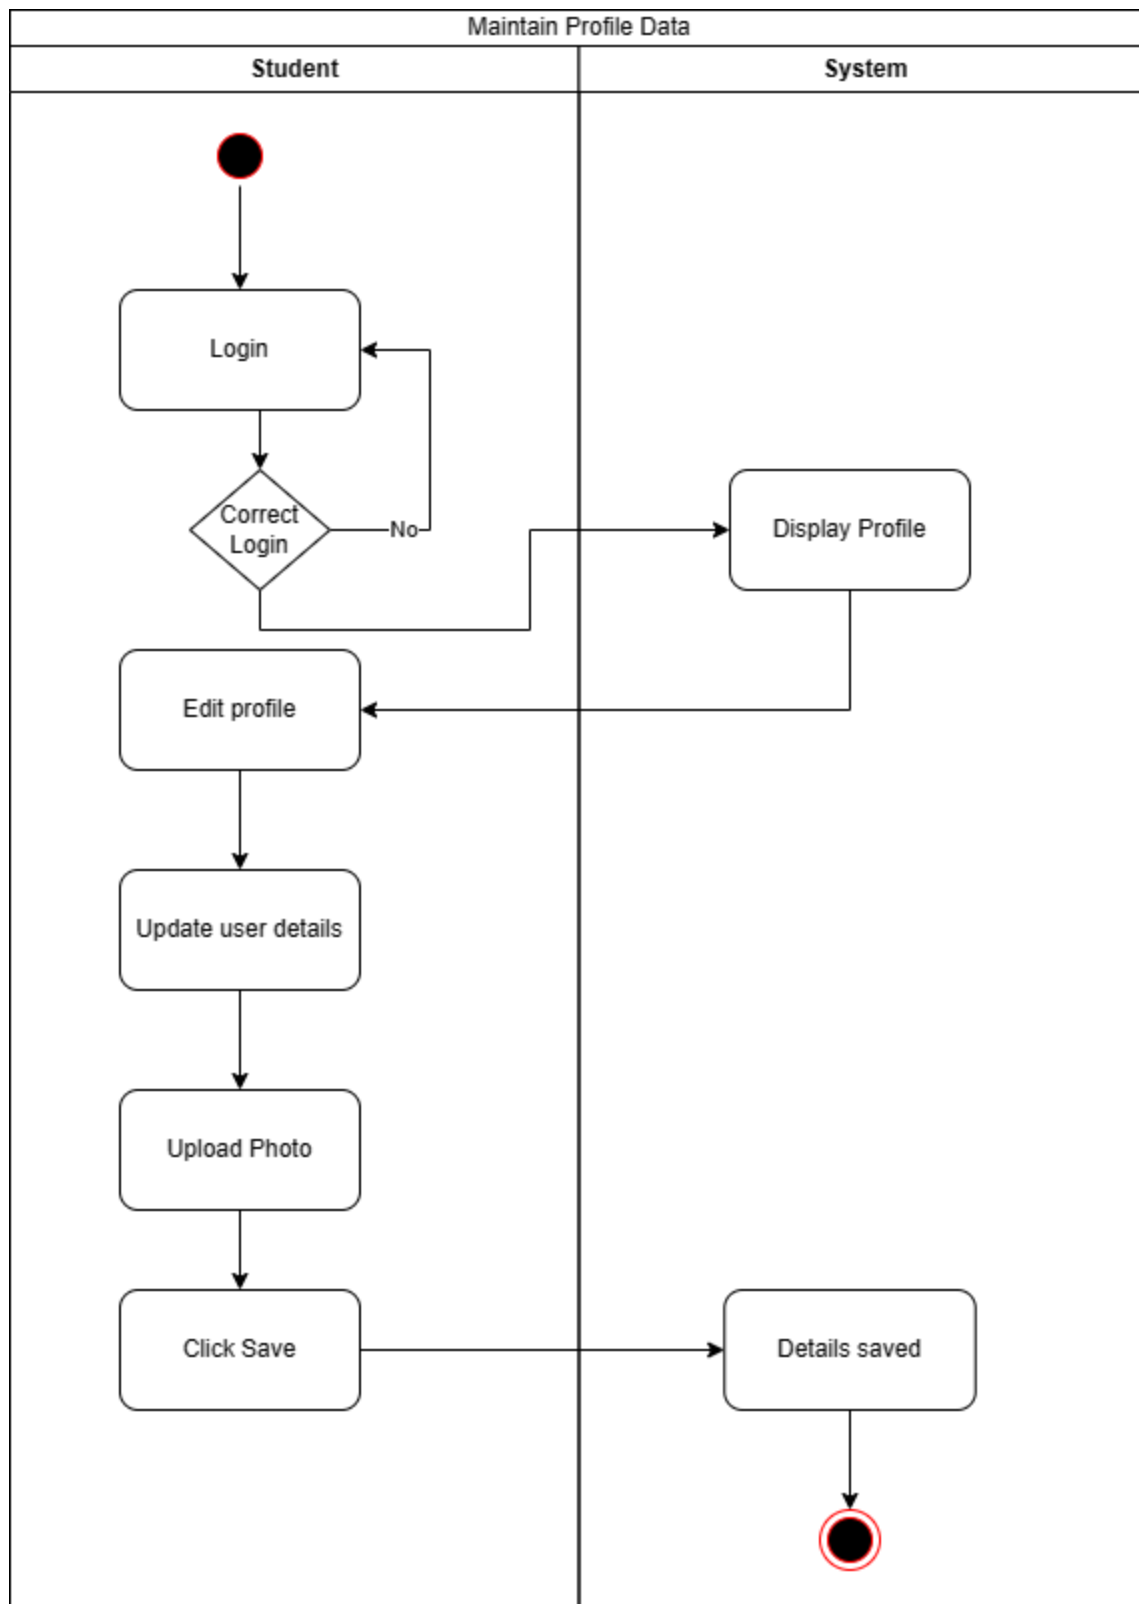 Maintain Profile Data
Student
System
Login
Correct
Login
No
Display Profile
Edit profile
Update user details
Upload Photo
Click Save
Details saved